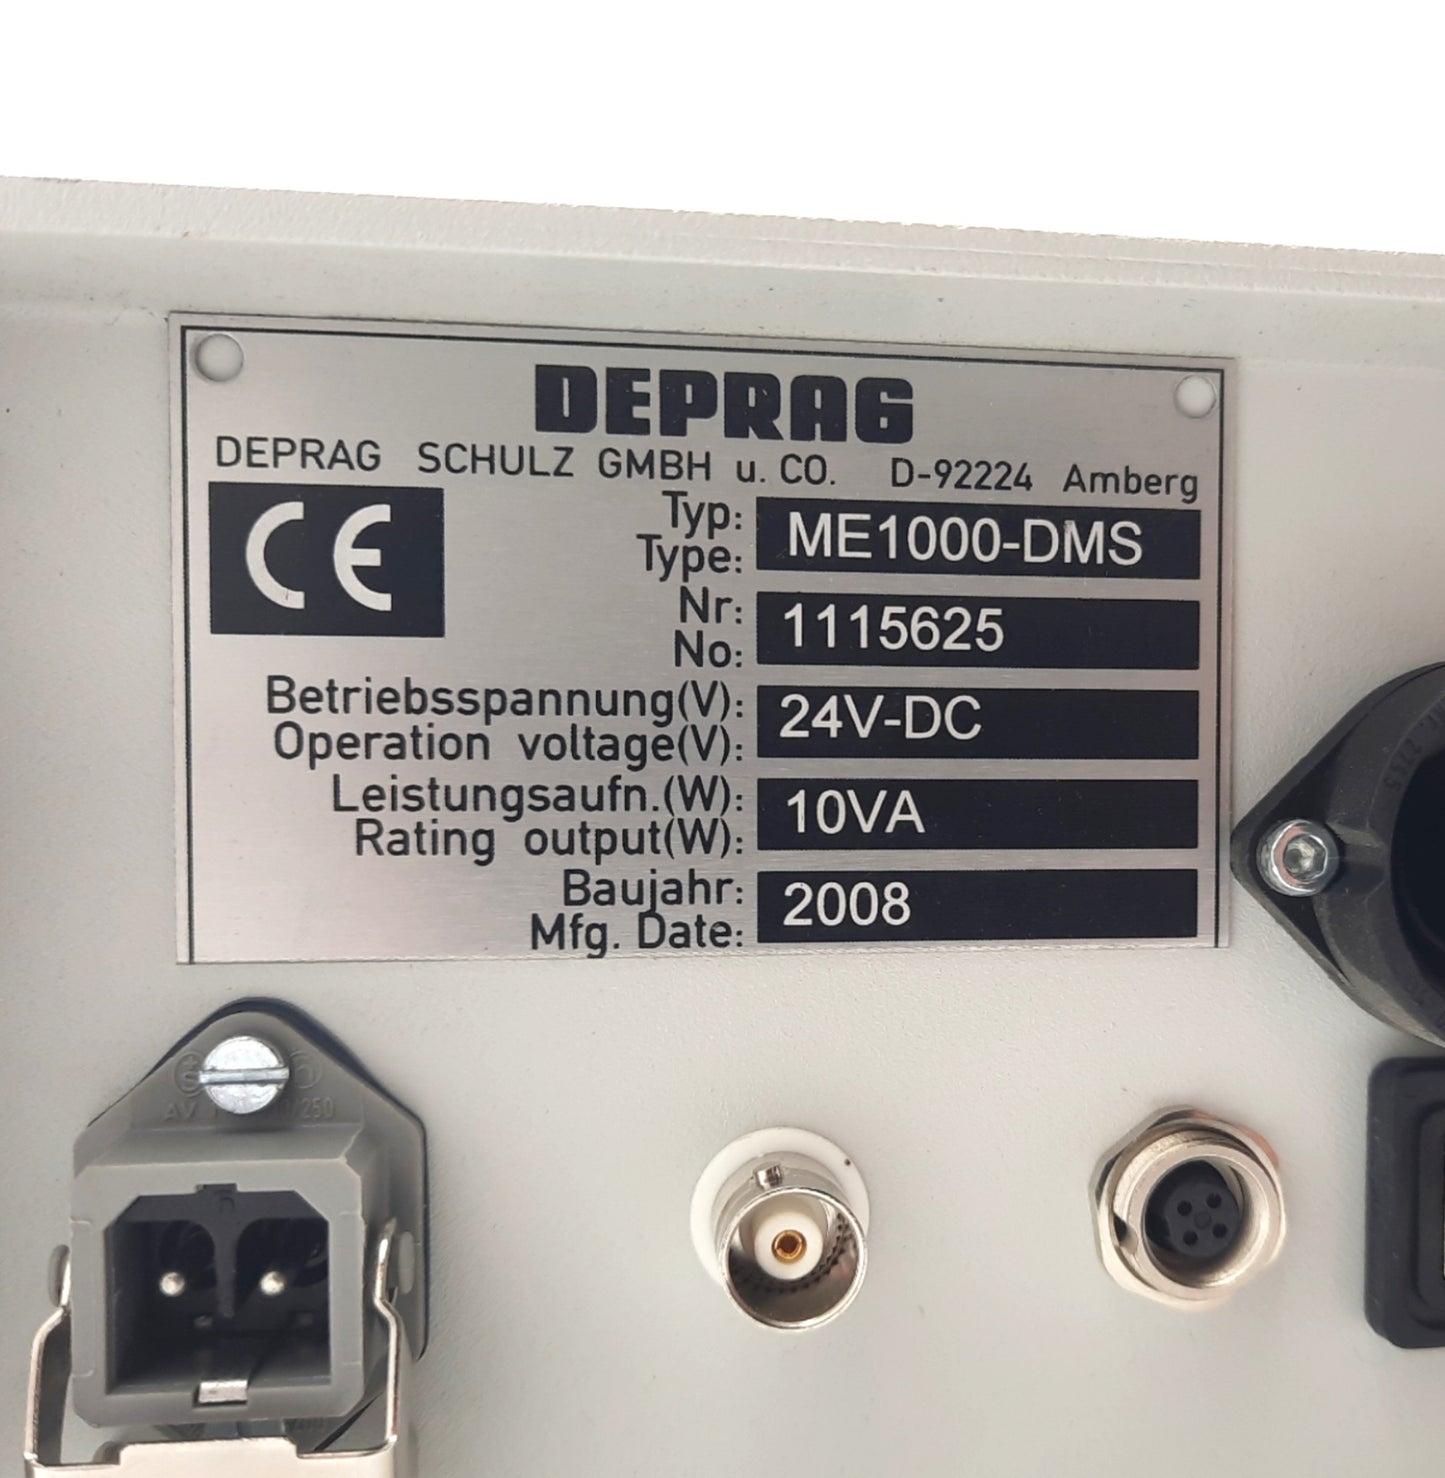 DEPRAG
DEPRAG SCHULZ GMBH u. CO. D-92224 Amberg
CE
Typ:
Type: ME1000-DMS
Nr:
No: 1115625
Betriebsspannung(V):
Operation voltage(V): 24V-DC
Leistungsaufn.(W):
Rating output(W): 10VA
Baujahr:
Mfg. Date: 2008